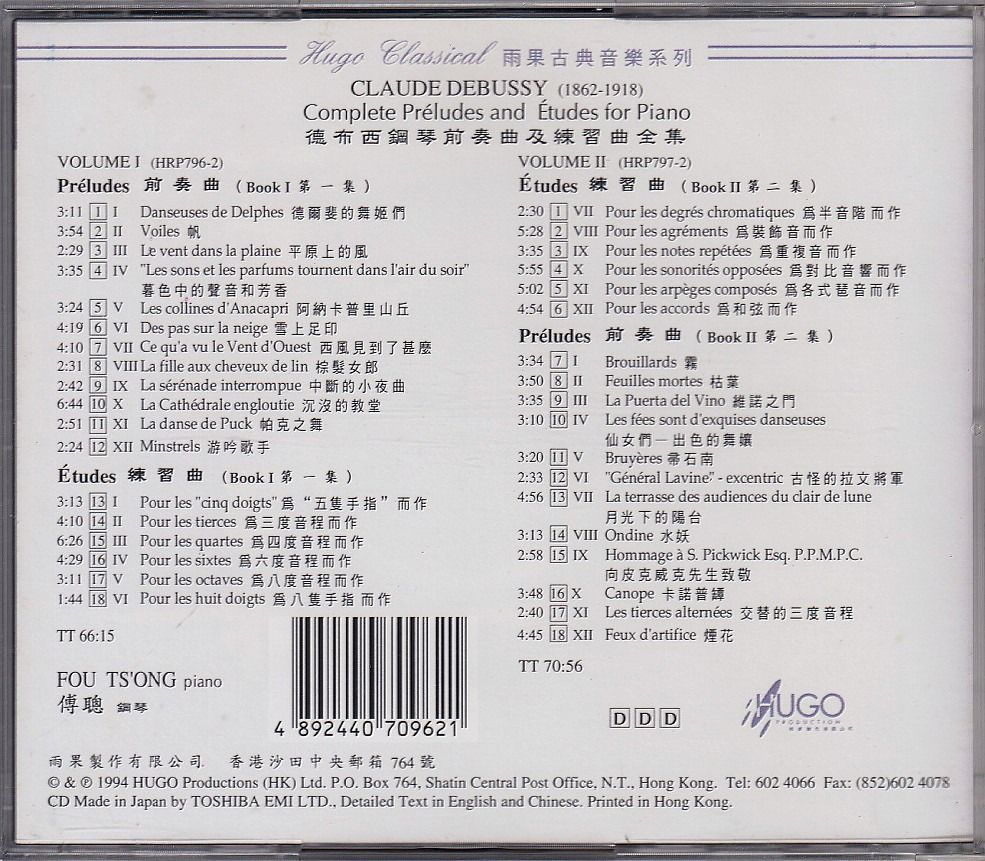 Hugo Classical 雨果古典音樂系列
CLAUDE DEBUSSY (1862-1918)
Complete Préludes and Études for Piano
德布西鋼琴前奏曲及練習曲全集
VOLUME I (HRP796-2)
Préludes 前奏曲 (Book I 第一集)
3:11 1 I Danseuses de Delphes 德爾斐的舞姬們
3:54 2 II Voiles 帆
2:29 3 III Le vent dans la plaine 平原上的風
3:35 4 IV "Les sons et les parfums tournent dans l'air du soir"
暮色中的聲音和芳香
3:24 5 V Les collines d'Anacapri 阿納卡普里山丘
4:19 6 VI Des pas sur la neige 雪上足印
4:10 7 VII Ce qu'a vu le Vent d'Ouest 西風見到了甚麼
2:31 8 VIII La fille aux cheveux de lin 棕髮女郎
2:42 9 IX La sérénade interrompue 中斷的小夜曲
6:44 10 X La Cathédrale engloutie 沉沒的教堂
2:51 11 XI La danse de Puck 帕克之舞
2:24 12 XII Minstrels 游吟歌手
Études 練習曲 (Book I 第一集)
3:13 13 I Pour les "cinq doigts" 爲“五隻手指”而作
4:10 14 II Pour les tierces 爲三度音程而作
6:26 15 III Pour les quartes 爲四度音程而作
4:29 16 IV Pour les sixtes 爲六度音程而作
3:11 17 V Pour les octaves 爲八度音程而作
1:44 18 VI Pour les huit doigts 爲八隻手指而作
TT 66:15
FOU TS'ONG piano
傅聰 鋼琴
4 892440 709621
VOLUME II (HRP797-2)
Études 練習曲 (Book II 第二集)
2:30 1 VII Pour les degrés chromatiques 爲半音階而作
5:28 2 VIII Pour les agréments 爲裝飾音而作
3:35 3 IX Pour les notes repétées 爲重複音而作
5:55 4 X Pour les sonorités opposées 爲對比音響而作
5:02 5 XI Pour les arpèges composés 爲各式琶音而作
4:54 6 XII Pour les accords 爲和弦而作
Préludes 前奏曲 (Book II 第二集)
3:34 7 I Brouillards 霧
3:50 8 II Feuilles mortes 枯葉
3:35 9 III La Puerta del Vino 維諾之門
3:10 10 IV Les fées sont d'exquises danseuses
仙女們—出色的舞孃
3:20 11 V Bruyères 帚石南
2:33 12 VI "Général Lavine" - excentric 古怪的拉文將軍
4:56 13 VII La terrasse des audiences du clair de lune
月光下的陽台
3:13 14 VIII Ondine 水妖
2:58 15 IX Hommage à S. Pickwick Esq. P.P.M.P.C.
向皮克威克先生致敬
3:48 16 X Canope 卡諾普罈
2:40 17 XI Les tierces alternées 交替的三度音程
4:45 18 XII Feux d'artifice 煙花
TT 70:56
D D D
HUGO
PRODUCTION
雨果製作有限公司 香港沙田中央郵箱 764 號
© & ℗ 1994 HUGO Productions (HK) Ltd. P.O. Box 764, Shatin Central Post Office, N.T., Hong Kong. Tel: 602 4066 Fax: (852)602 4078
CD Made in Japan by TOSHIBA EMI LTD., Detailed Text in English and Chinese. Printed in Hong Kong.